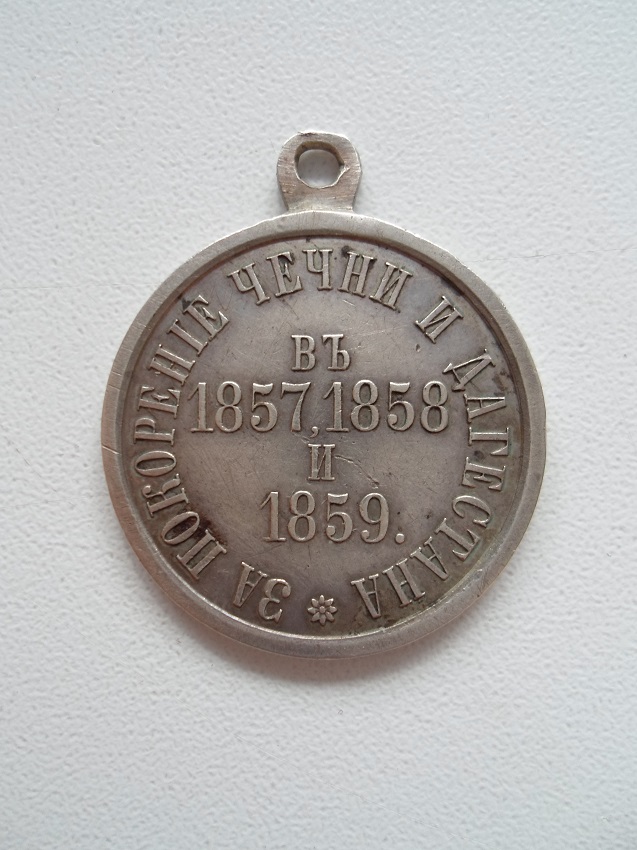 ЗА ПОКОРЕНІЕ ЧЕЧНИ И ДАГЕСТАНА
ВЪ
1857, 1858
И
1859.